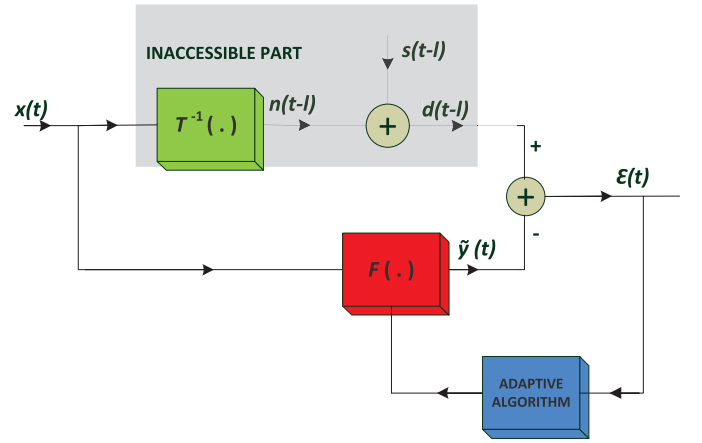 INACCESSIBLE PART
s(t-l)
x(t)
T⁻¹(.)
n(t-l)
+
d(t-l)
+
+
ε(t)
-
F(.)
ỹ(t)
ADAPTIVE
ALGORITHM